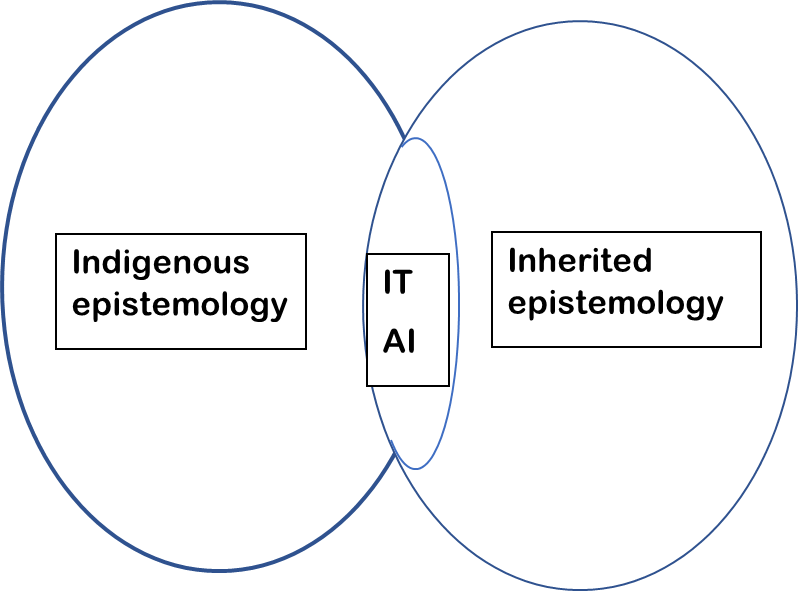 Indigenous
epistemology
IT
AI
Inherited
epistemology